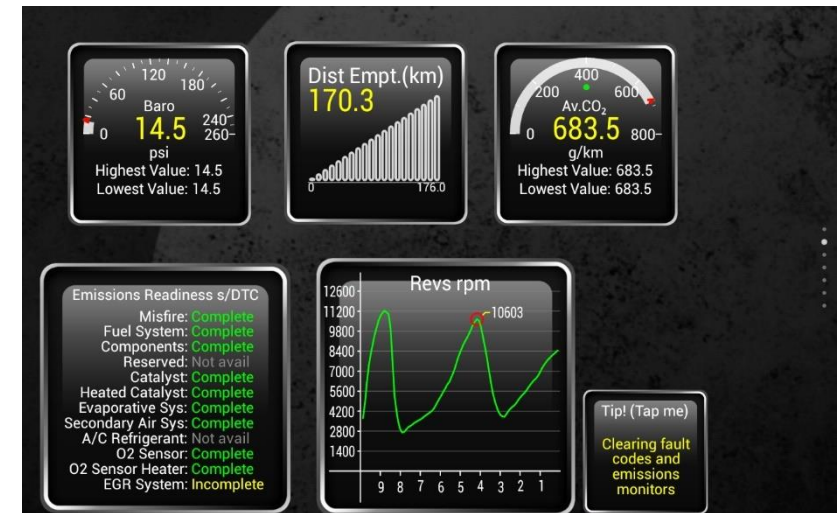 60
120
180
240
260
0
Baro
14.5
psi
Highest Value: 14.5
Lowest Value: 14.5
Dist Empt.(km)
170.3
0
176.0
0
200
400
600
800
Av.CO₂
683.5
g/km
Highest Value: 683.5
Lowest Value: 683.5
Emissions Readiness s/DTC
Misfire: Complete
Fuel System: Complete
Components: Complete
Reserved: Not avail
Catalyst: Complete
Heated Catalyst: Complete
Evaporative Sys: Complete
Secondary Air Sys: Complete
A/C Refrigerant: Not avail
O2 Sensor: Complete
O2 Sensor Heater: Complete
EGR System: Incomplete
Revs rpm
12600
11200
9800
8400
7000
5600
4200
2800
1400
10603
9 8 7 6 5 4 3 2 1
Tip! (Tap me)
Clearing fault
codes and
emissions
monitors